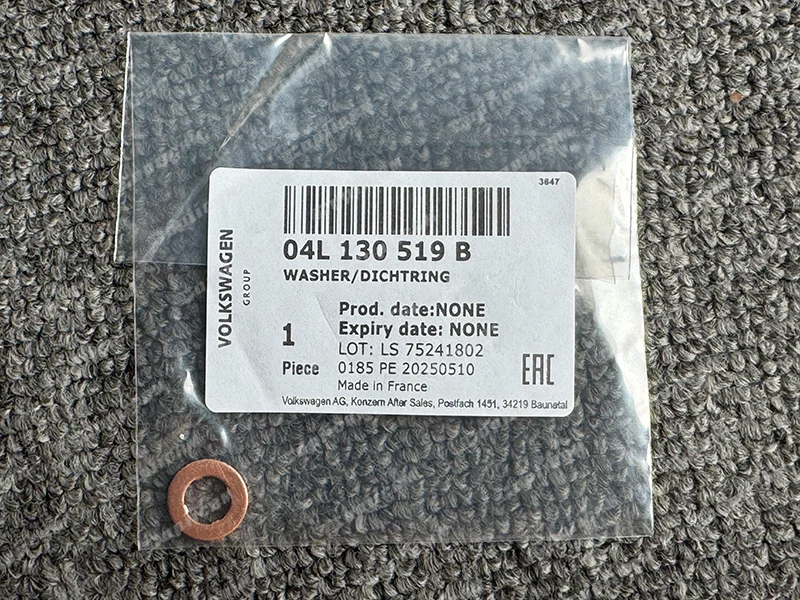 3647
04L 130 519 B
WASHER/DICHTRING
VOLKSWAGEN
GROUP
Prod. date:NONE
1 Expiry date: NONE
LOT: LS 75241802
Piece 0185 PE 20250510
Made in France
EAC
Volkswagen AG, Konzern After Sales, Postfach 1451, 34219 Baunatal